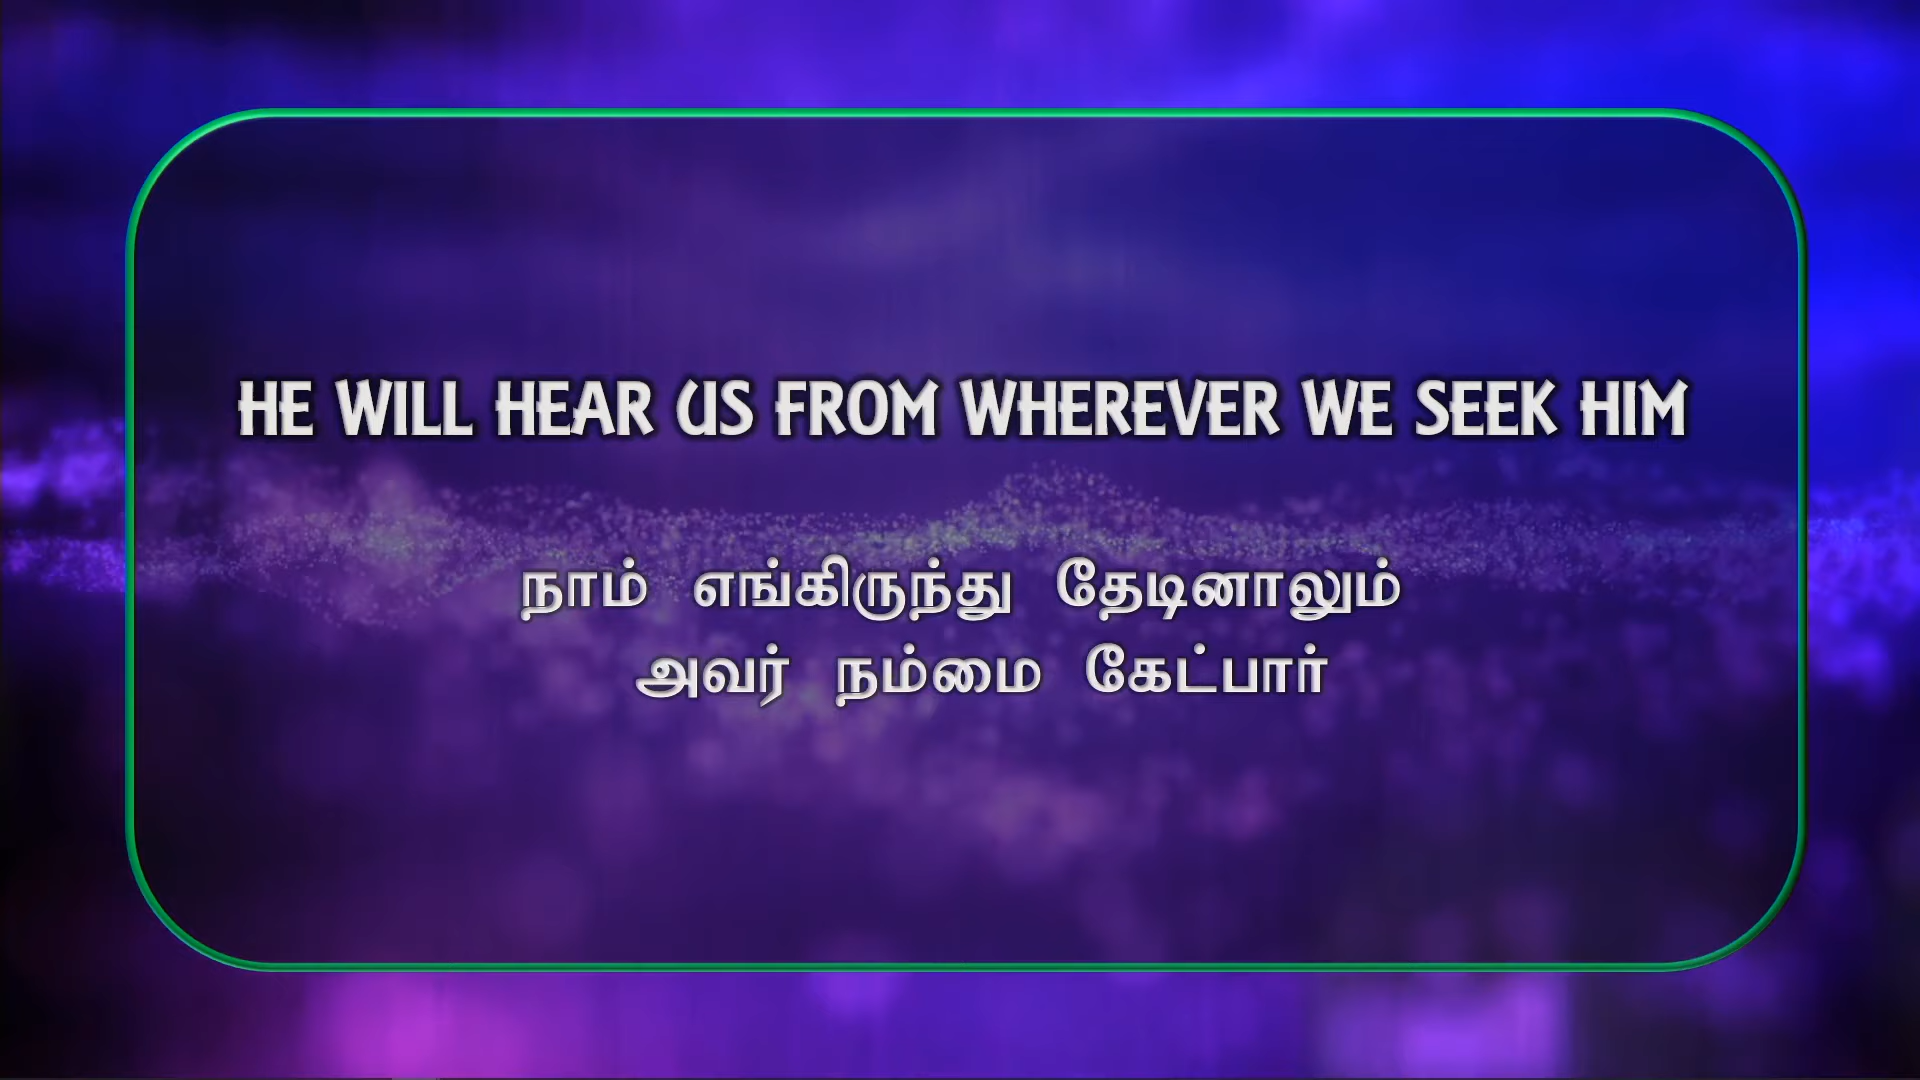 HE WILL HEAR US FROM WHEREVER WE SEEK HIM
நாம் எங்கிருந்து தேடினாலும்
அவர் நம்மை கேட்பார்